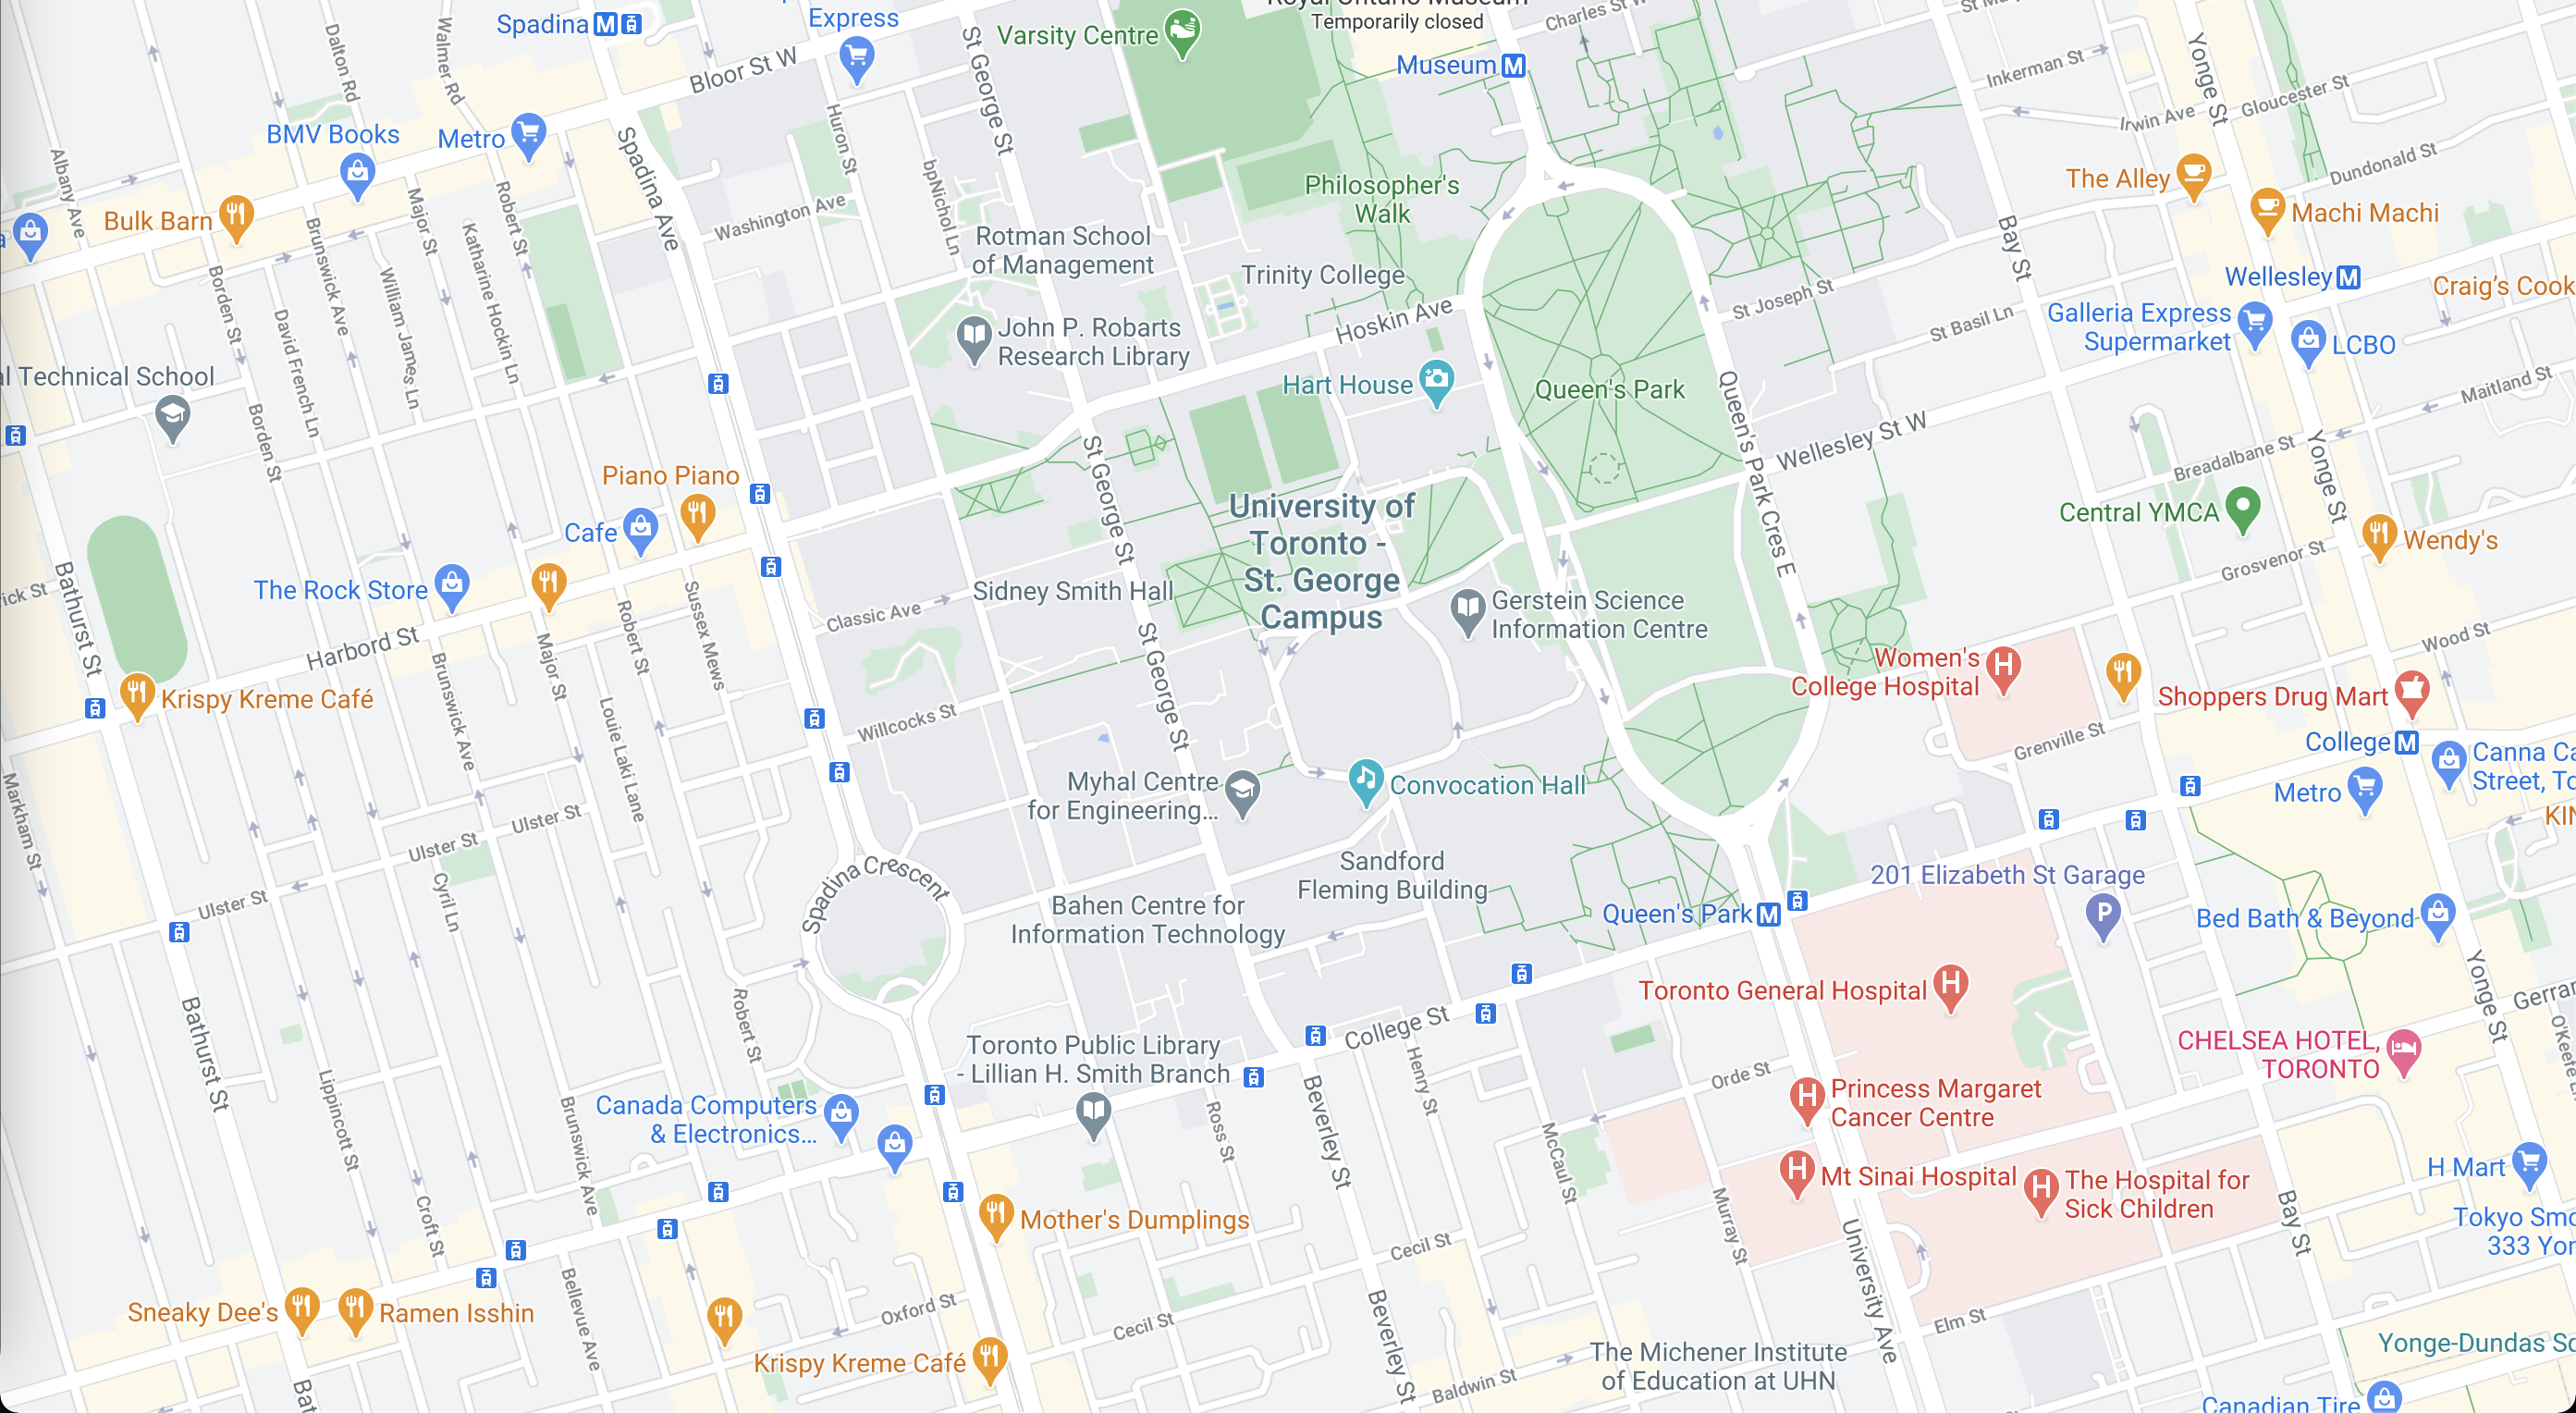 Spadina
Express
Varsity Centre
Royal Ontario Museum
Temporarily closed
Charles St W
Museum
Dalton Rd
Walmer Rd
Bloor St W
St George St
Inkerman St
Yonge St
Gloucester St
Irwin Ave
BMV Books
Metro
Spadina Ave
Huron St
Albany Ave
Major St
Robert St
bpNichol Ln
Philosopher's
Walk
The Alley
Dundonald St
Machi Machi
Bulk Barn
Brunswick Ave
Katharine Hockin Ln
Washington Ave
Rotman School
of Management
Trinity College
Bay St
Wellesley
Craig's Cook
Borden St
David French Ln
William James Ln
John P. Robarts
Research Library
Hoskin Ave
St Joseph St
St Basil Ln
Galleria Express
Supermarket
LCBO
al Technical School
Hart House
Queen's Park
Maitland St
Borden St
Queen's Park Cres E
Wellesley St W
Breadalbane St
Yonge St
Piano Piano
Cafe
St George St
University of
Toronto -
St. George
Campus
Central YMCA
Wendy's
Grosvenor St
The Rock Store
Bathurst St
rick St
Sussex Mews
Classic Ave
Sidney Smith Hall
Gerstein Science
Information Centre
Harbord St
Robert St
Major St
Brunswick Ave
St George St
Women's
College Hospital
Wood St
Krispy Kreme Café
Shoppers Drug Mart
Louie Laki Lane
Willcocks St
Grenville St
College
Canna Ca
Street, To
Metro
Markham St
Myhal Centre
for Engineering...
Convocation Hall
KIN
Ulster St
Ulster St
Ulster St
Cyril Ln
Spadina Crescent
Sandford
Fleming Building
201 Elizabeth St Garage
Bahen Centre for
Information Technology
Queen's Park
Bed Bath & Beyond
Toronto General Hospital
Yonge St
Gerrar
Bathurst St
Robert St
College St
Toronto Public Library
- Lillian H. Smith Branch
Henry St
Orde St
CHELSEA HOTEL,
TORONTO
O'Keefe L
Lippincott St
Brunswick Ave
Canada Computers
& Electronics...
Ross St
Beverley St
McCaul St
Princess Margaret
Cancer Centre
Mt Sinai Hospital
The Hospital for
Sick Children
H Mart
Croft St
Mother's Dumplings
Cecil St
Murray St
University Ave
Bay St
Tokyo Smo
333 Yon
Sneaky Dee's
Ramen Isshin
Bellevue Ave
Oxford St
Cecil St
Beverley St
Elm St
Krispy Kreme Café
The Michener Institute
of Education at UHN
Yonge-Dundas Sq
Baldwin St
Bat
Canadian Tire